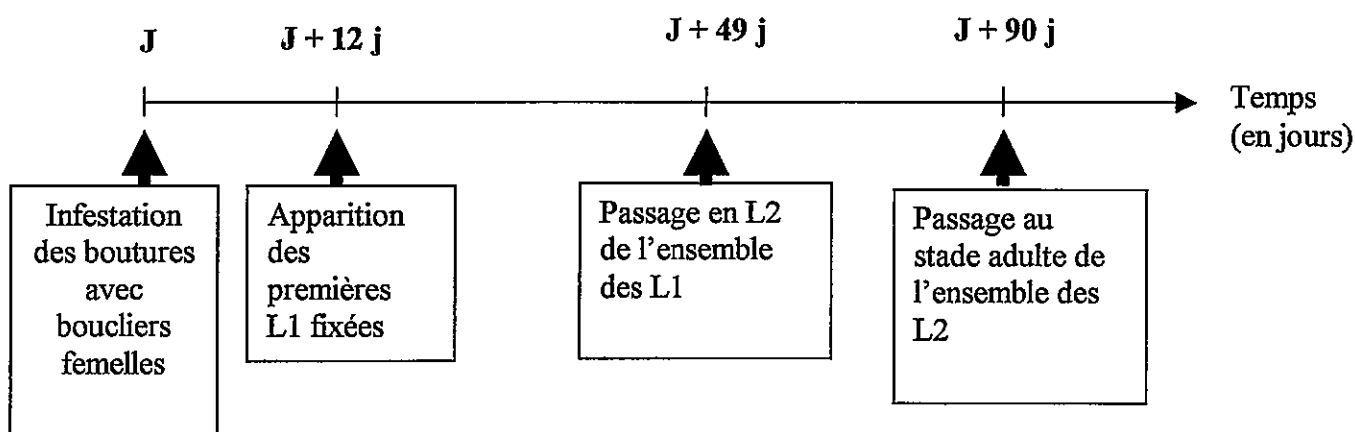 J
J + 12 j
J + 49 j
J + 90 j
Temps
(en jours)
Infestation
des boutures
avec
boucliers
femelles
Apparition
des
premières
L1 fixées
Passage en L2
de l'ensemble
des L1
Passage au
stade adulte de
l'ensemble des
L2